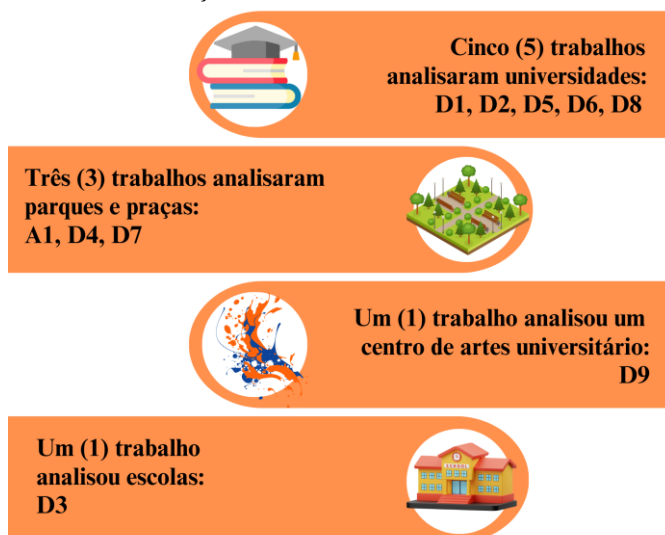 Cinco (5) trabalhos
analisaram universidades:
D1, D2, D5, D6, D8
Três (3) trabalhos analisaram
parques e praças:
A1, D4, D7
Um (1) trabalho analisou um
centro de artes universitário:
D9
Um (1) trabalho
analisou escolas:
D3
SCHOOL